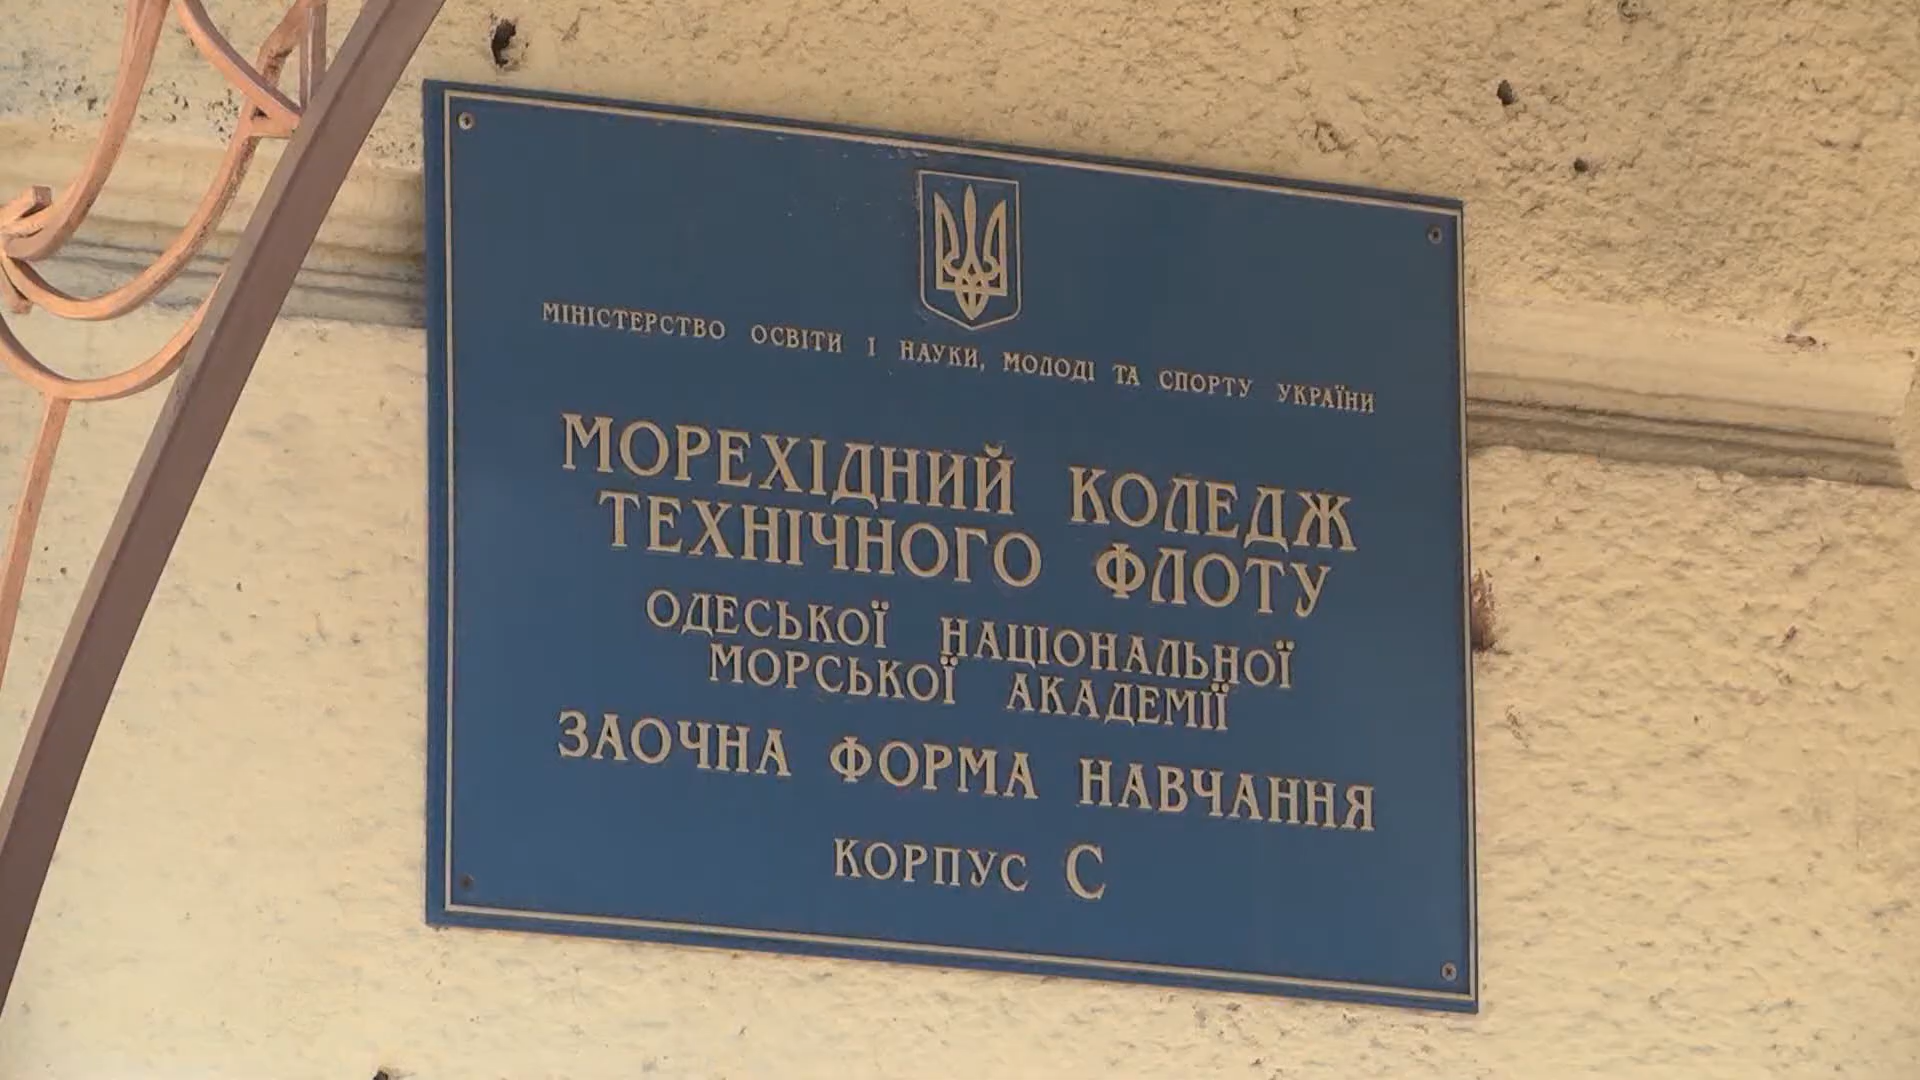 МІНІСТЕРСТВО ОСВІТИ І НАУКИ, МОЛОДІ ТА СПОРТУ УКРАЇНИ
МОРЕХІДНИЙ КОЛЕДЖ
ТЕХНІЧНОГО ФЛОТУ
ОДЕСЬКОЇ НАЦІОНАЛЬНОЇ
МОРСЬКОЇ АКАДЕМІЇ
ЗАОЧНА ФОРМА НАВЧАННЯ
КОРПУС С